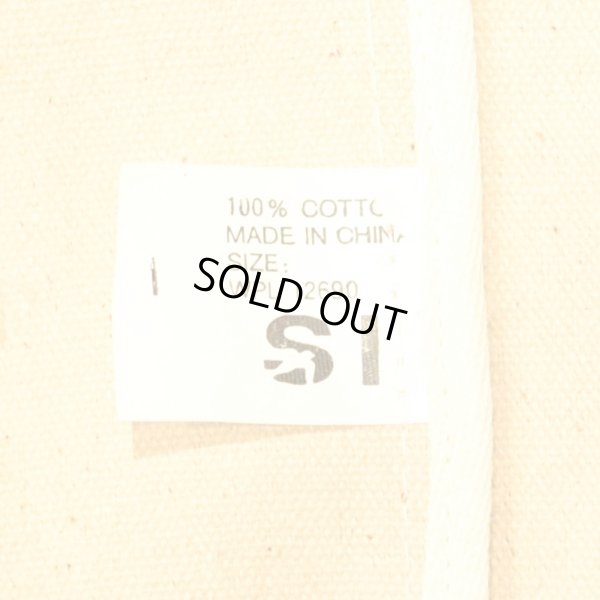 100% COTTO
MADE IN CHINA
SIZE:
SOLD OUT